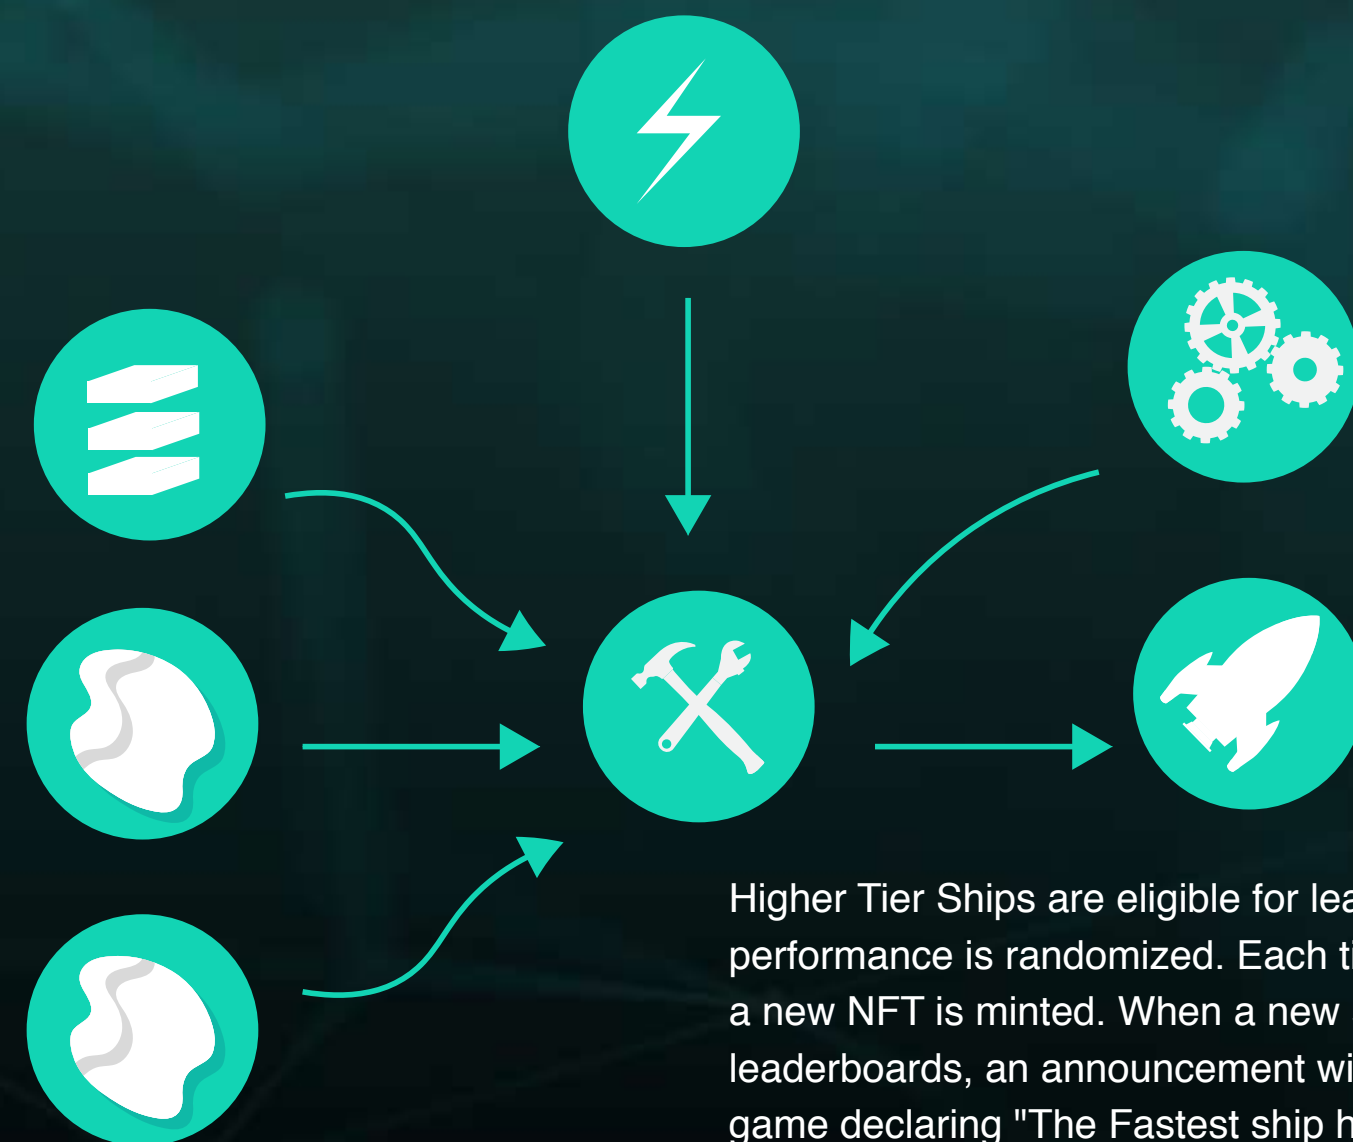 Higher Tier Ships are eligible for lea
performance is randomized. Each ti
a new NFT is minted. When a new
leaderboards, an announcement wi
game declaring "The Fastest ship h